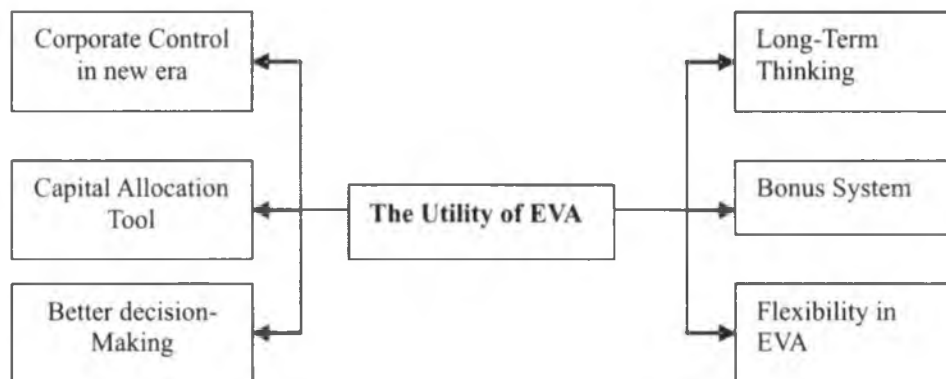 Corporate Control
in new era
Capital Allocation
Tool
Better decision-
Making
The Utility of EVA
Long-Term
Thinking
Bonus System
Flexibility in
EVA